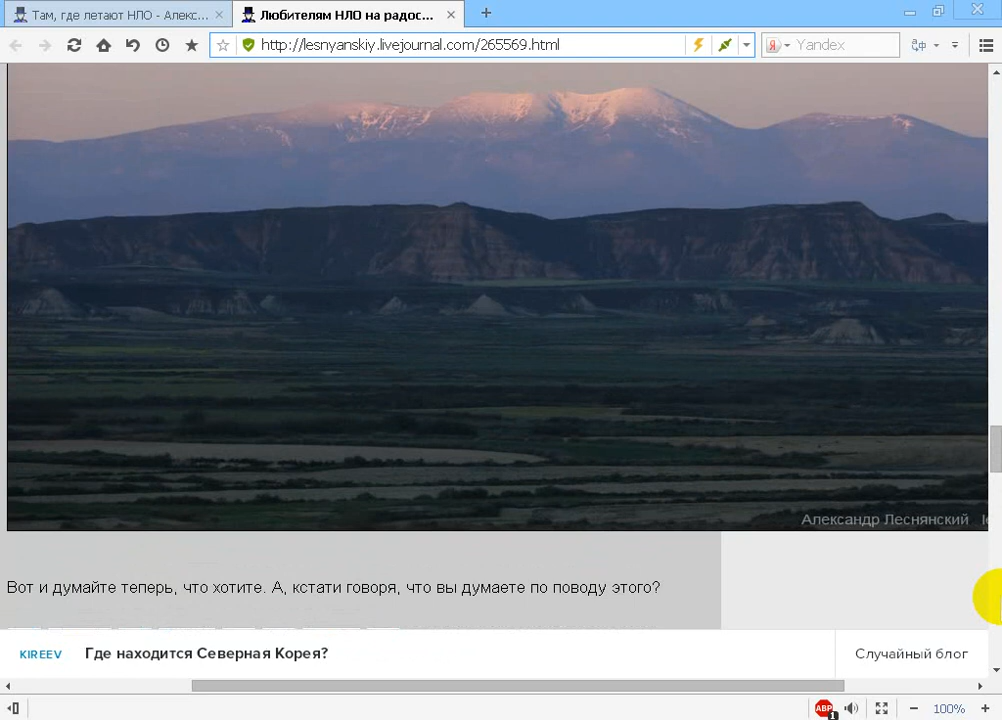 Там, где летают НЛО - Алекс...
Любителям НЛО на радос...
http://lesnyanskiy.livejournal.com/265569.html
Yandex
Александр Леснянский
Вот и думайте теперь, что хотите. А, кстати говоря, что вы думаете по поводу этого?
KIREEV Где находится Северная Корея? Случайный блог
ABP 1
100%